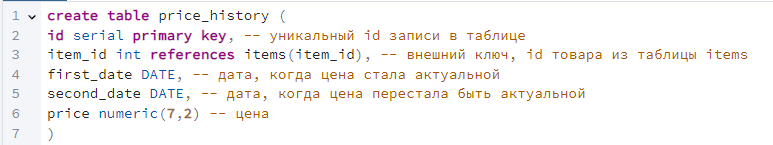 1 create table price_history (
2 id serial primary key, -- уникальный id записи в таблице
3 item_id int references items(item_id), -- внешний ключ, id товара из таблицы items
4 first_date DATE, -- дата, когда цена стала актуальной
5 second_date DATE, -- дата, когда цена перестала быть актуальной
6 price numeric(7,2) -- цена
7 )